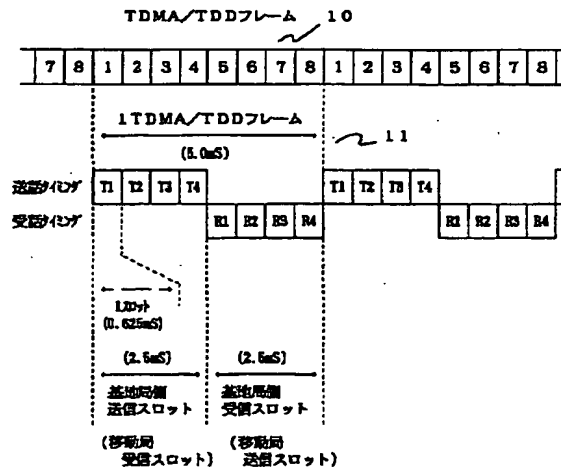 TDMA/TDDフレーム 10
7 8 1 2 3 4 5 6 7 8 1 2 3 4 5 6 7 8
1TDMA/TDDフレーム 11
(5.0mS)
送話タイミング T1 T2 T3 T4 T1 T2 T3 T4
受話タイミング R1 R2 R3 R4 R1 R2 R3 R4
1スロット
(0.625mS)
(2.5mS) (2.5mS)
基地局側 基地局側
送信スロット 受信スロット
(移動局 (移動局
受信スロット) 送信スロット)